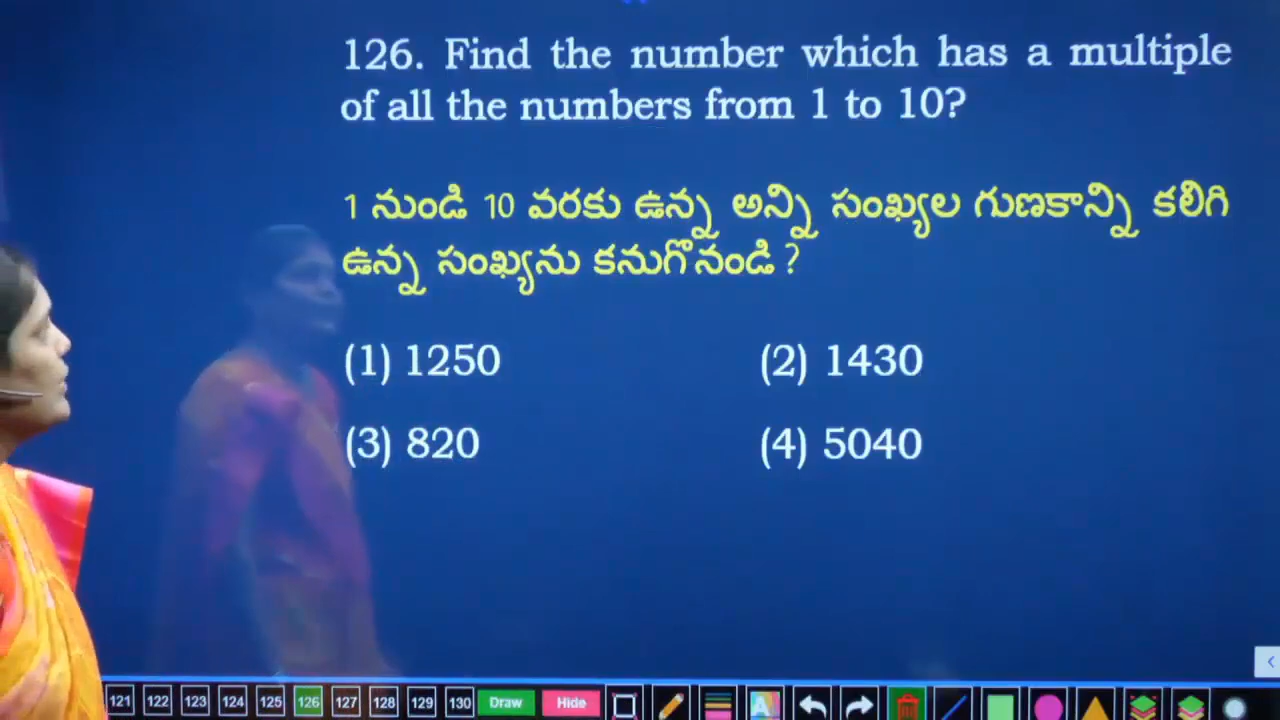 126. Find the number which has a multiple
of all the numbers from 1 to 10?
1 నుండి 10 వరకు ఉన్న అన్ని సంఖ్యల గుణకాన్ని కలిగి
ఉన్న సంఖ్యను కనుగొనండి ?
(1) 1250 (2) 1430
(3) 820 (4) 5040
121 122 123 124 125 126 127 128 129 130 Draw Hide A